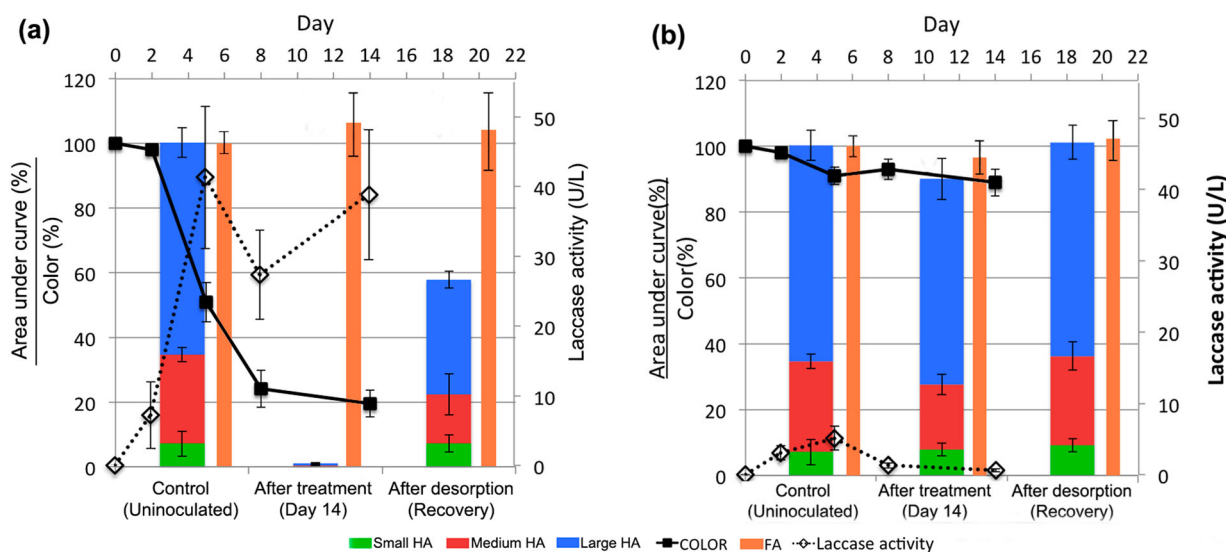 (a)
Day
0 2 4 6 8 10 12 14 16 18 20 22
120
100
80
60
40
20
0
Area under curve (%)
Color (%)
50
40
30
20
10
0
Laccase activity (U/L)
Control
(Uninoculated)
After treatment
(Day 14)
After desorption
(Recovery)
(b)
Day
0 2 4 6 8 10 12 14 16 18 20 22
120
100
80
60
40
20
0
Area under curve(%)
Color(%)
50
40
30
20
10
0
Laccase activity (U/L)
Control
(Uninoculated)
After treatment
(Day 14)
After desorption
(Recovery)
Small HA Medium HA Large HA COLOR FA Laccase activity